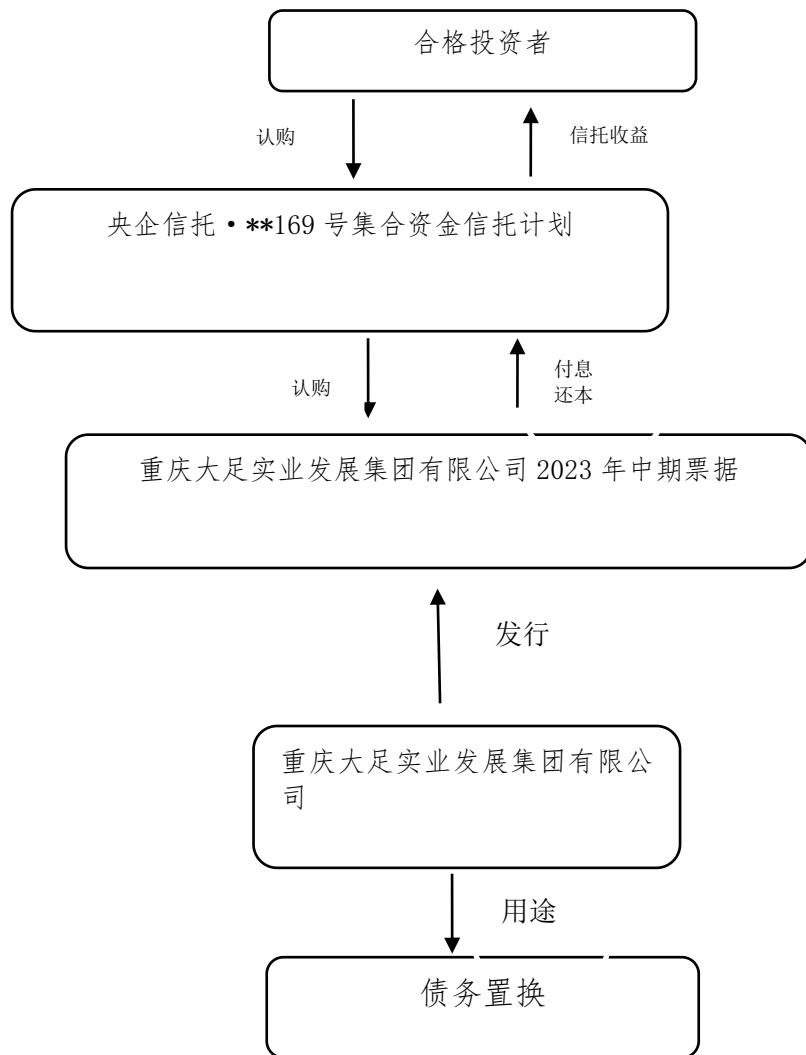 合格投资者
认购
信托收益
央企信托·**169 号集合资金信托计划
认购
付息
还本
重庆大足实业发展集团有限公司 2023 年中期票据
发行
重庆大足实业发展集团有限公
司
用途
债务置换